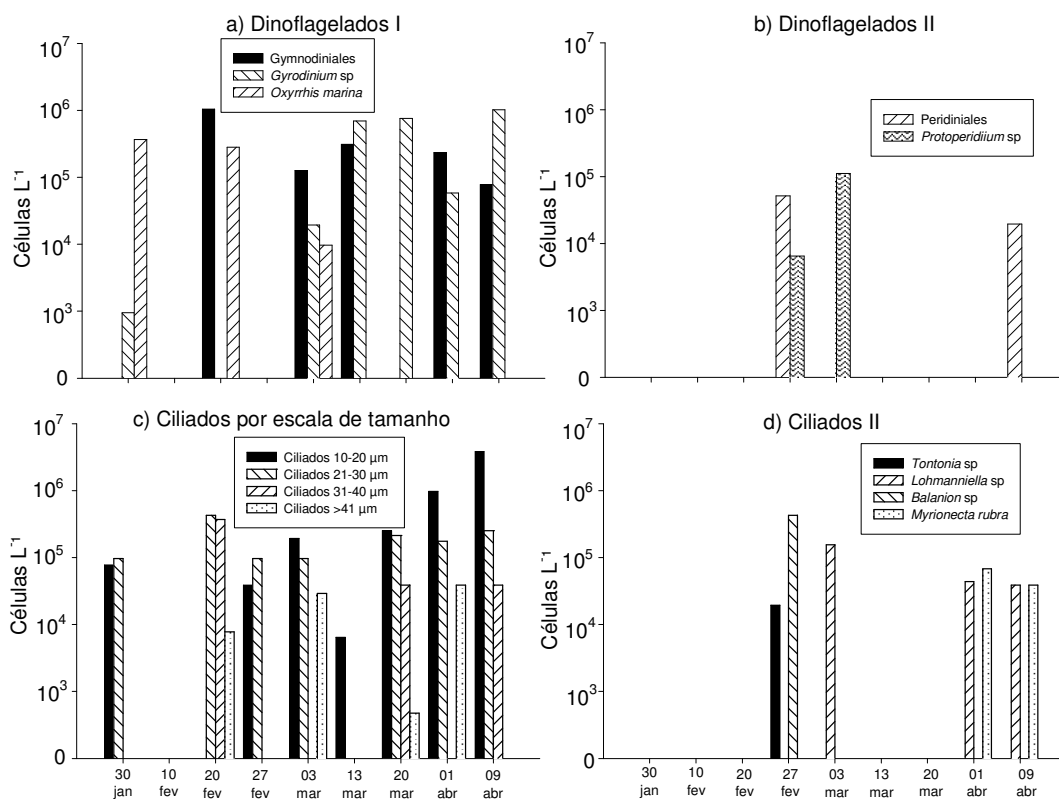 a) Dinoflagelados I
Células L⁻¹
10⁷
10⁶
10⁵
10⁴
10³
0
Gymnodiniales
Gyrodinium sp
Oxyrrhis marina
b) Dinoflagelados II
Células L⁻¹
10⁷
10⁶
10⁵
10⁴
10³
0
Peridiniales
Protoperidiium sp
c) Ciliados por escala de tamanho
Células L⁻¹
10⁷
10⁶
10⁵
10⁴
10³
0
Ciliados 10-20 µm
Ciliados 21-30 µm
Ciliados 31-40 µm
Ciliados >41 µm
30 10 20 27 03 13 20 01 09
jan fev fev fev mar mar mar abr abr
d) Ciliados II
Células L⁻¹
10⁷
10⁶
10⁵
10⁴
10³
0
Tontonia sp
Lohmanniella sp
Balanion sp
Myrionecta rubra
30 10 20 27 03 13 20 01 09
jan fev fev fev mar mar mar abr abr